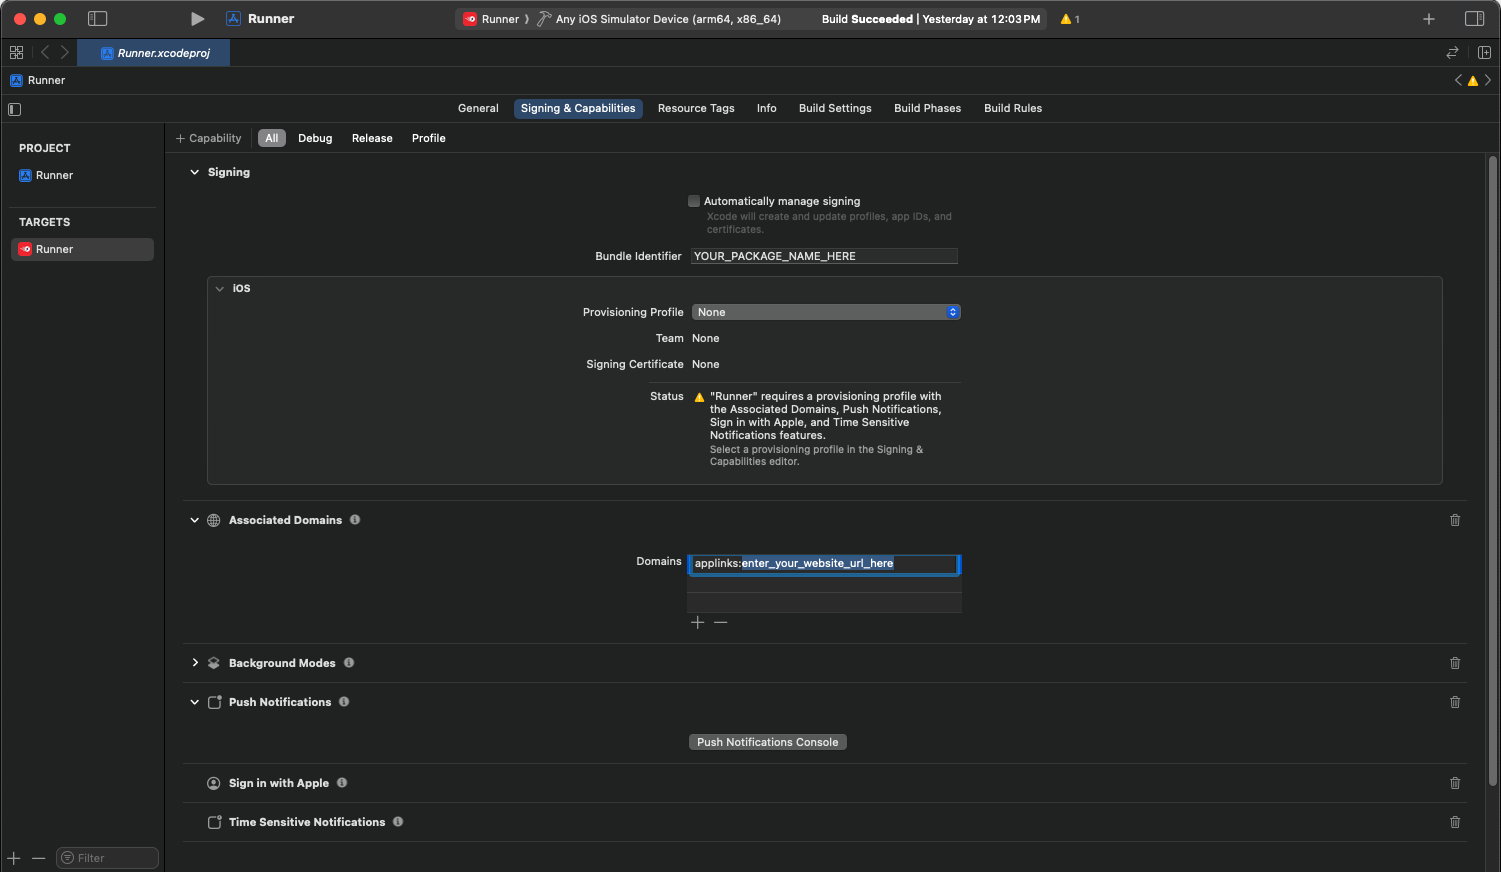 Runner
Runner
Any iOS Simulator Device (arm64, x86_64)
Build Succeeded | Yesterday at 12:03 PM
1
Runner.xcodeproj
Runner
General
Signing & Capabilities
Resource Tags
Info
Build Settings
Build Phases
Build Rules
+ Capability
All
Debug
Release
Profile
PROJECT
Runner
TARGETS
Runner
Signing
Automatically manage signing
Xcode will create and update profiles, app IDs, and
certificates.
Bundle Identifier
YOUR_PACKAGE_NAME_HERE
iOS
Provisioning Profile
None
Team
None
Signing Certificate
None
Status
"Runner" requires a provisioning profile with
the Associated Domains, Push Notifications,
Sign in with Apple, and Time Sensitive
Notifications features.
Select a provisioning profile in the Signing &
Capabilities editor.
Associated Domains
Domains
applinks:enter_your_website_url_here
Background Modes
Push Notifications
Push Notifications Console
Sign in with Apple
Time Sensitive Notifications
Filter